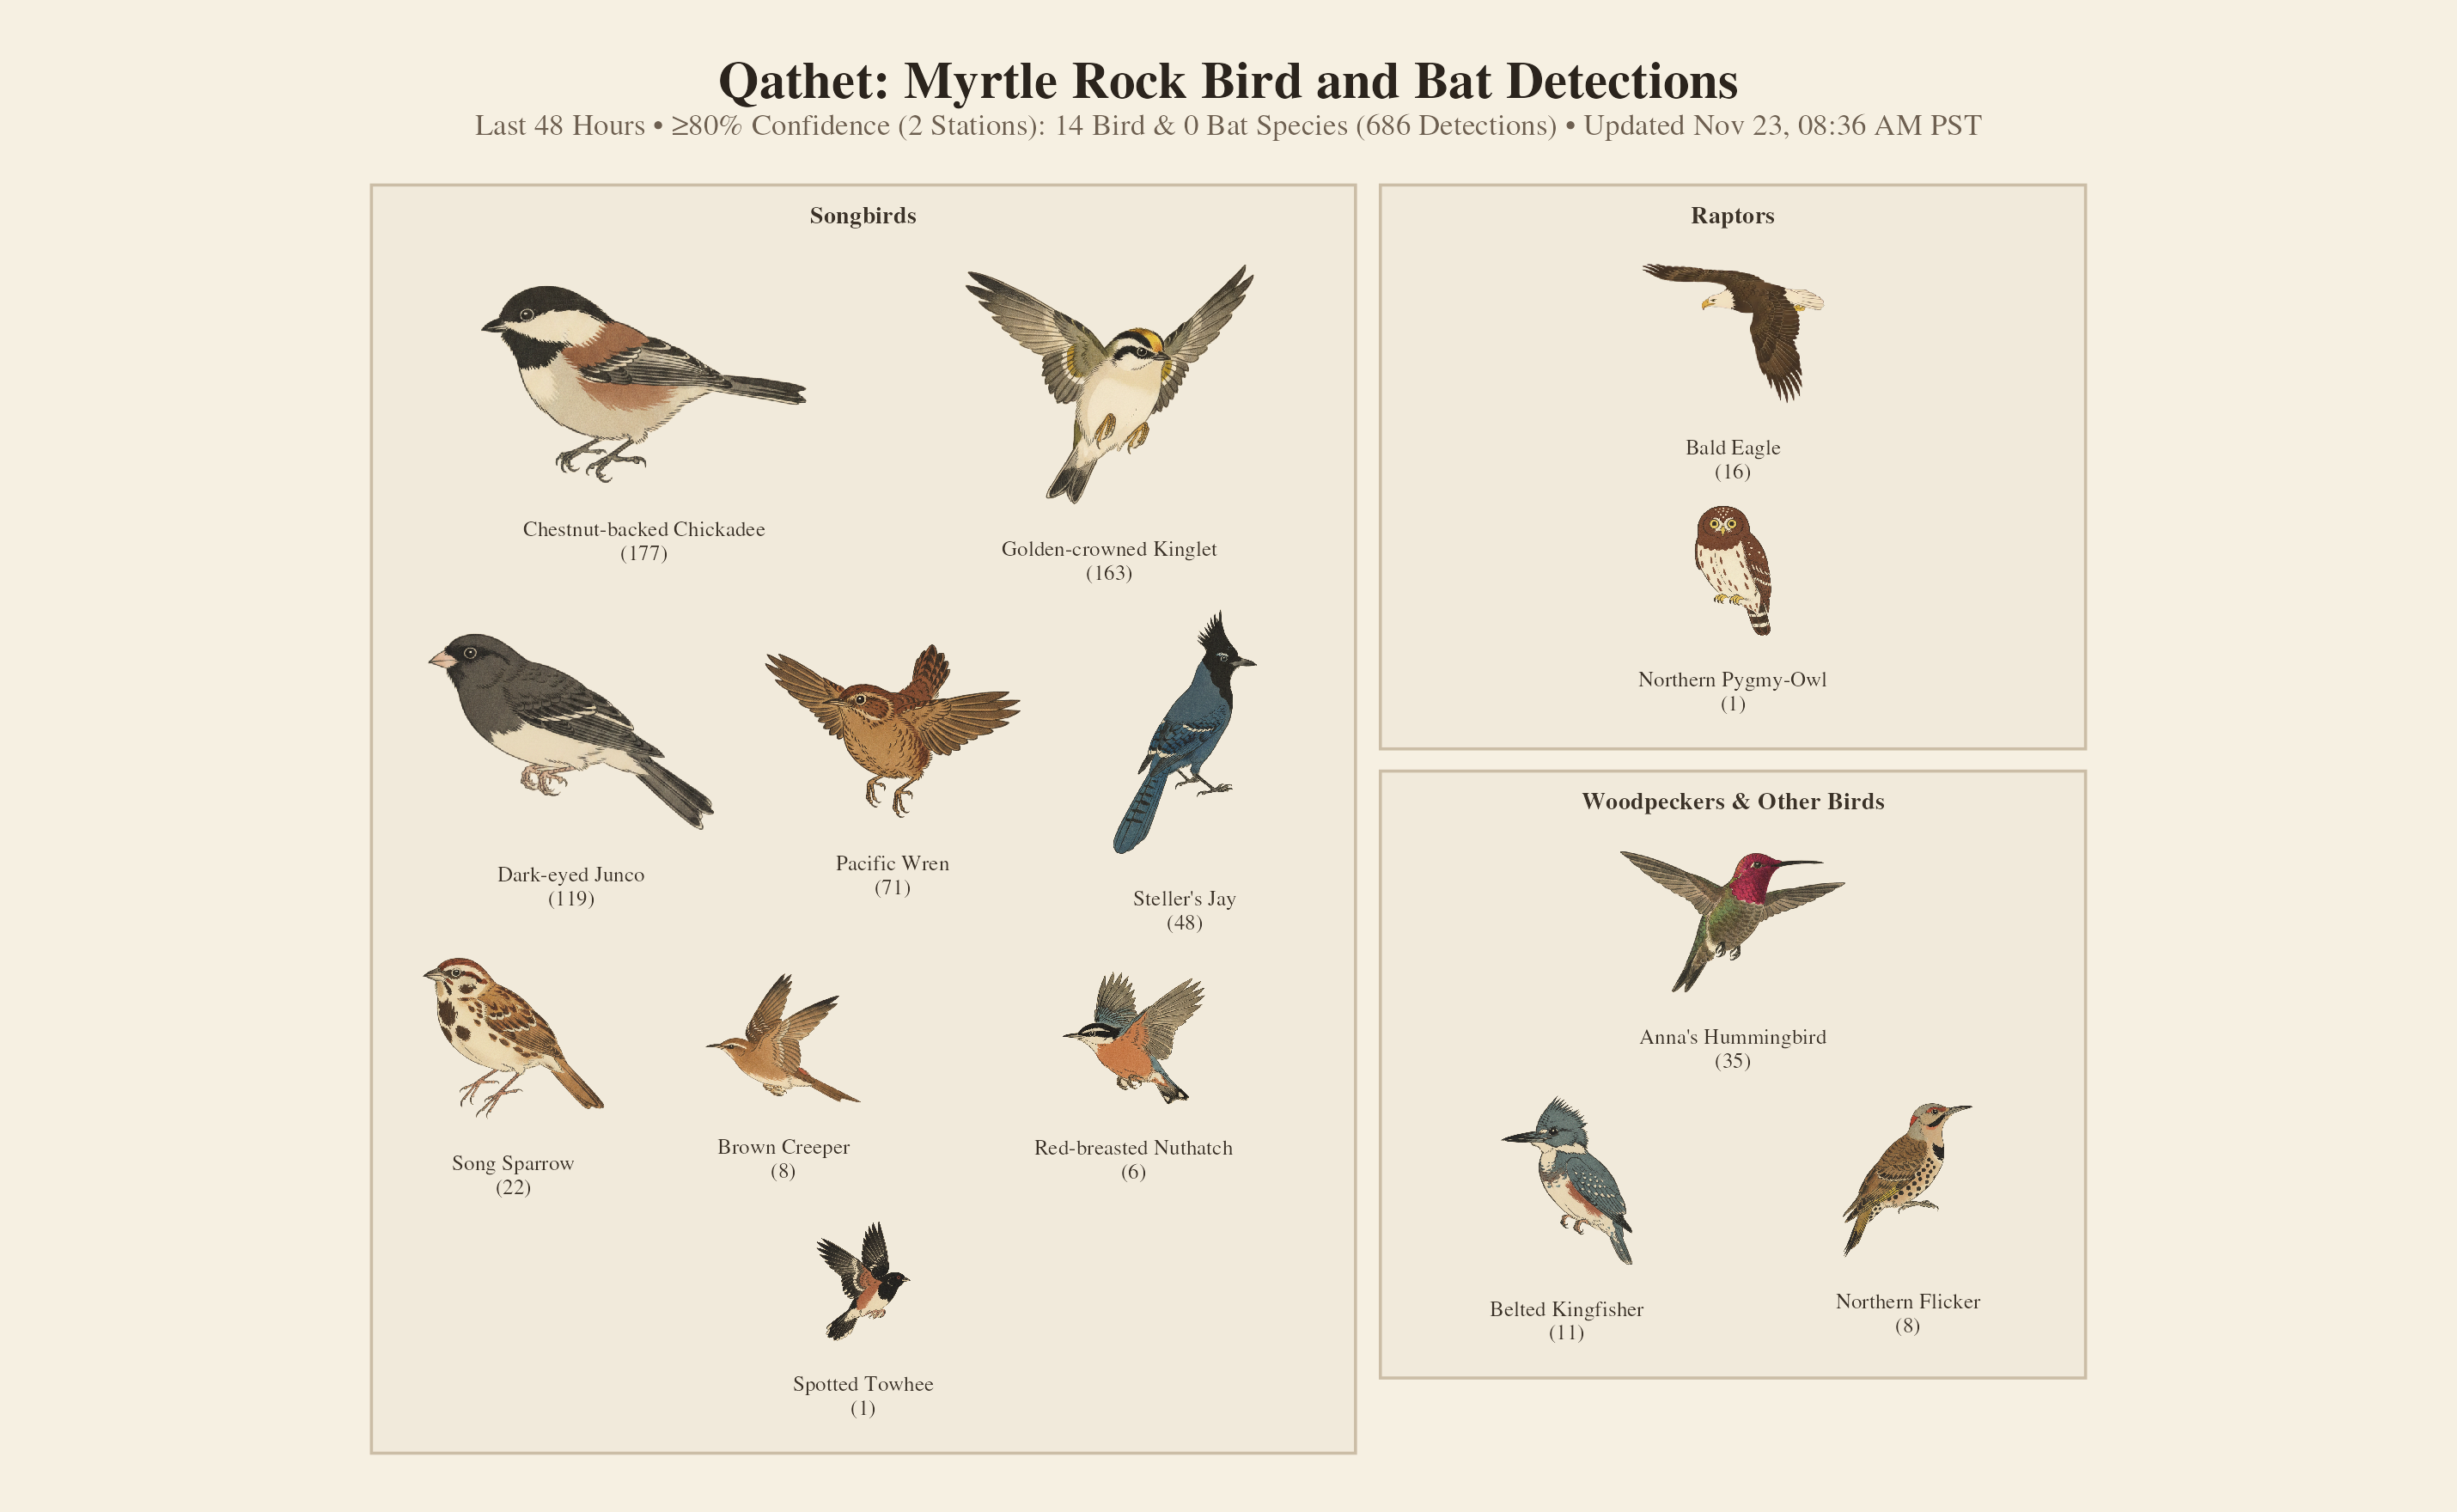 Qathet: Myrtle Rock Bird and Bat Detections
Last 48 Hours • ≥80% Confidence (2 Stations): 14 Bird & 0 Bat Species (686 Detections) • Updated Nov 23, 08:36 AM PST
Songbirds
Chestnut-backed Chickadee
(177)
Golden-crowned Kinglet
(163)
Dark-eyed Junco
(119)
Pacific Wren
(71)
Steller's Jay
(48)
Song Sparrow
(22)
Brown Creeper
(8)
Red-breasted Nuthatch
(6)
Spotted Towhee
(1)
Raptors
Bald Eagle
(16)
Northern Pygmy-Owl
(1)
Woodpeckers & Other Birds
Anna's Hummingbird
(35)
Belted Kingfisher
(11)
Northern Flicker
(8)